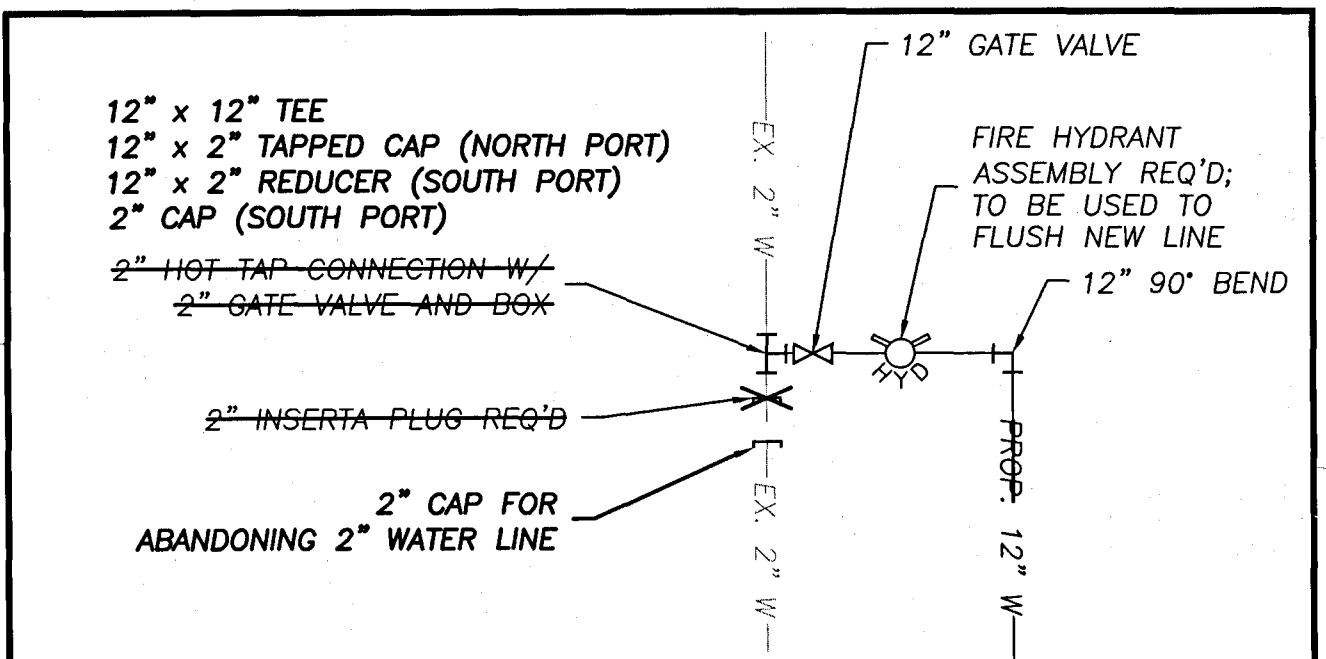 12" x 12" TEE
12" x 2" TAPPED CAP (NORTH PORT)
12" x 2" REDUCER (SOUTH PORT)
2" CAP (SOUTH PORT)
2" HOT TAP CONNECTION W/
2" GATE VALVE AND BOX
2" INSERTA PLUG REQ'D
2" CAP FOR
ABANDONING 2" WATER LINE
EX. 2" W
EX. 2" W
12" GATE VALVE
FIRE HYDRANT
ASSEMBLY REQ'D;
TO BE USED TO
FLUSH NEW LINE
12" 90° BEND
HYD
PROP. 12" W